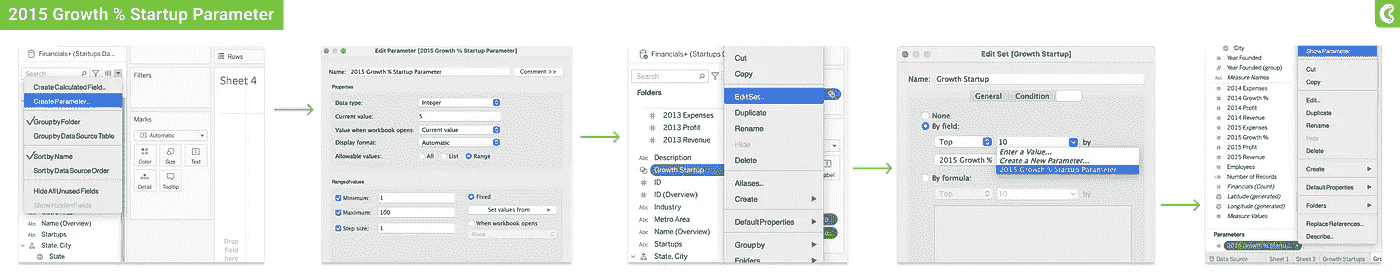 2015 Growth % Startup Parameter
Financials+ (Startups Da...
Search
Create Calculated Field...
Create Parameter...
Group by Folder
Group by Data Source Table
Sort by Name
Sort by Data Source Order
Hide All Unused Fields
Show Hidden Fields
Abc Name (Overview)
Abc Startups
State, City
State
Filters
Marks
Automatic
Color
Size
Text
Detail
Tooltip
Rows
Sheet 4
Drop
field
here
Edit Parameter [2015 Growth % Startup Parameter]
Name: 2015 Growth % Startup Parameter
Comment >>
Properties
Data type: Integer
Current value: 5
Value when workbook opens: Current value
Display format: Automatic
Allowable values: All List Range
Range of values
Minimum: 1
Maximum: 100
Step size: 1
Fixed
Set values from
When workbook opens
None
Financials+ (Startups D
Search
Folders
2013 Expenses
2013 Profit
2013 Revenue
Abc Description
Growth Startup
ID
ID (Overview)
Abc Industry
Abc Metro Area
Abc Name (Overview)
Abc Startups
State, City
Cut
Copy
Edit Set...
Duplicate
Rename
Hide
Delete
Aliases...
Create
Default Properties
Group by
Folders
Label
Edit Set [Growth Startup]
Name: Growth Startup
General
Condition
None
By field:
Top
10
by
2015 Growth %
Enter a Value...
Create a New Parameter...
2015 Growth % Startup Parameter
By formula:
Top
10
by
City
Year Founded
Year Founded (group)
Measure Names
2014 Expenses
2014 Growth %
2014 Profit
2014 Revenue
2015 Expenses
2015 Growth %
2015 Profit
2015 Revenue
Employees
Number of Records
Financials (Count)
Latitude (generated)
Longitude (generated)
Measure Values
Parameters
2015 Growth % Startu...
Show Parameter
Cut
Copy
Edit...
Duplicate
Rename
Hide
Delete
Create
Default Properties
Folders
Replace References...
Describe...
Data Source
Sheet 1
Sheet 3
Growth Startups